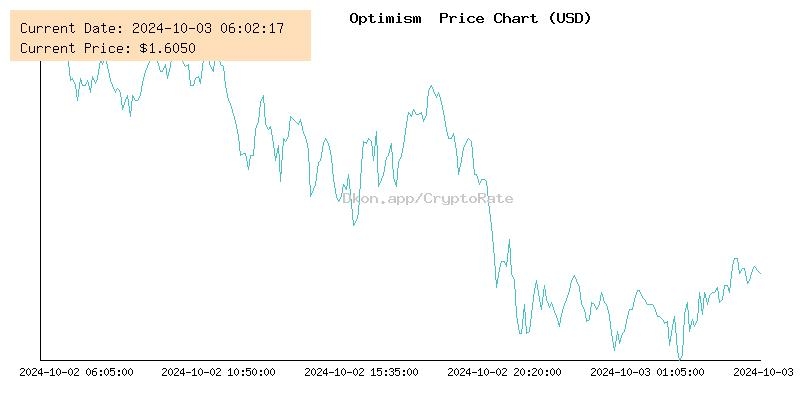 Optimism  Price Chart (USD)
Current Date: 2024-10-03 06:02:17
Current Price: $1.6050
Dkon.app/CryptoRate
2024-10-02 06:05:00 2024-10-02 10:50:00 2024-10-02 15:35:00 2024-10-02 20:20:00 2024-10-03 01:05:00 2024-10-03